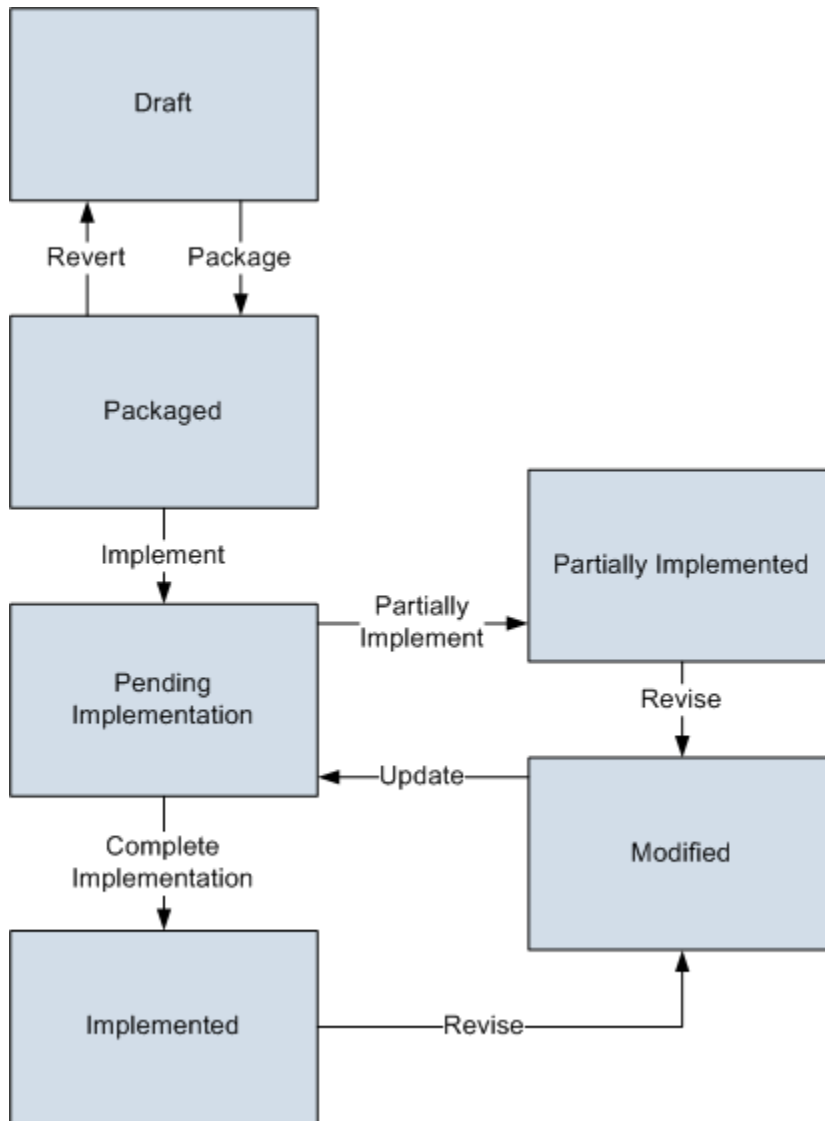 Draft
Revert
Package
Packaged
Implement
Partially Implemented
Partially
Implement
Pending
Implementation
Revise
Update
Modified
Complete
Implementation
Implemented
Revise